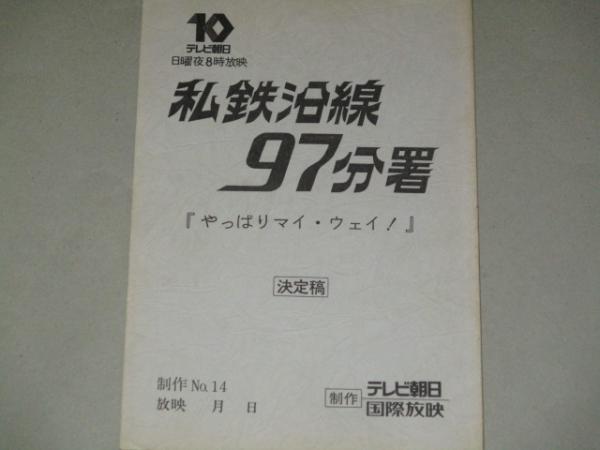 10
テレビ朝日
日曜夜8時放映
私鉄沿線
97分署
『やっぱりマイ・ウェイ!』
決定稿
制作No.14
放映 月 日
制作 テレビ朝日
国際放映